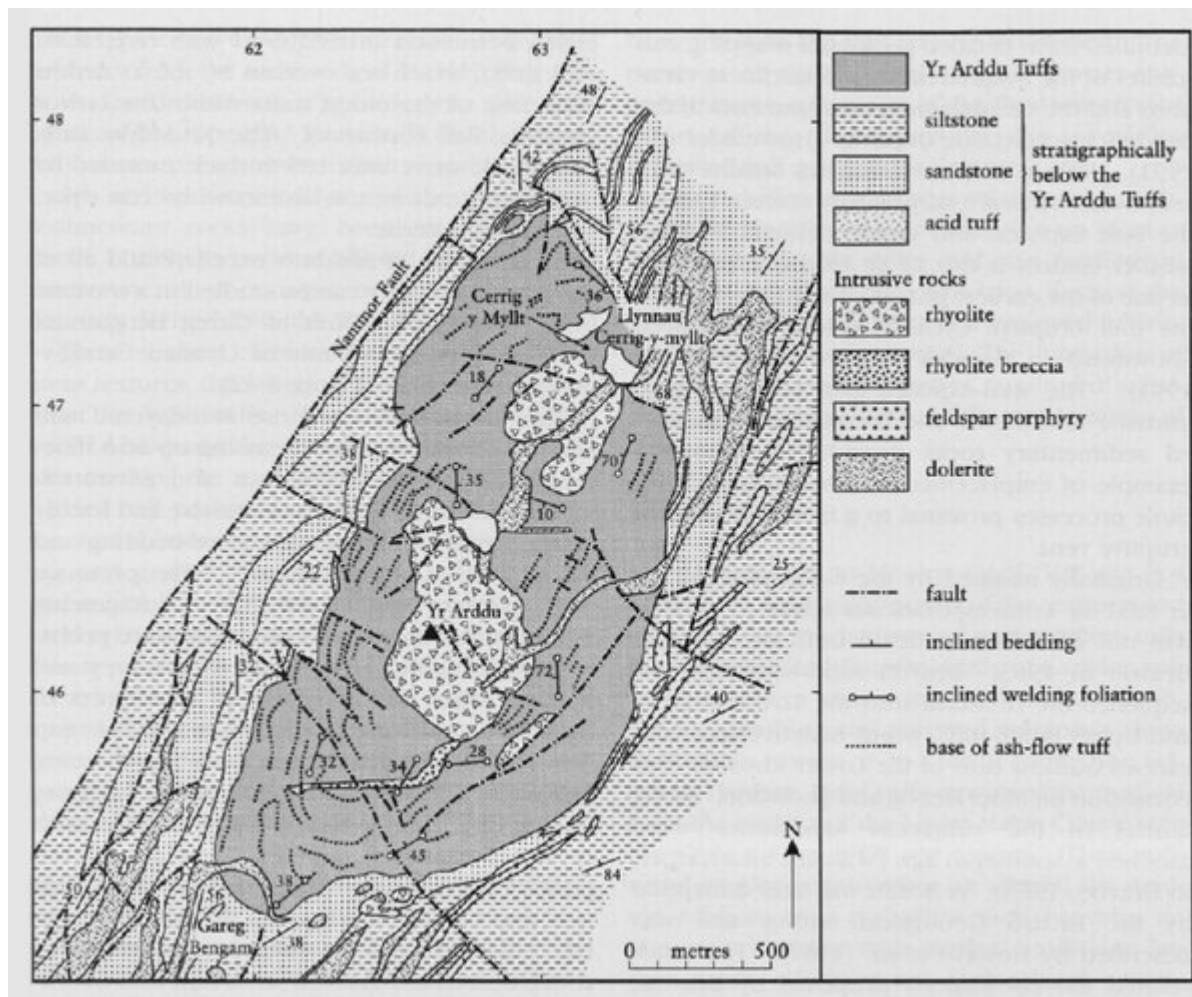 62
63
48
48
42
56
35
Nantmor Fault
Cerrig
y
Myllt
36
Llynnau
Cerrig-y-myllt
18
68
47
70
35
10
22
25
Yr Arddu
32
72
46
40
28
32
34
45
84
38
50
56
Gareg
Bengam
38
N
0 metres 500
Yr Arddu Tuffs
siltstone
sandstone
acid tuff
stratigraphically
below the
Yr Arddu Tuffs
Intrusive rocks
rhyolite
rhyolite breccia
feldspar porphyry
dolerite
fault
inclined bedding
inclined welding foliation
base of ash-flow tuff